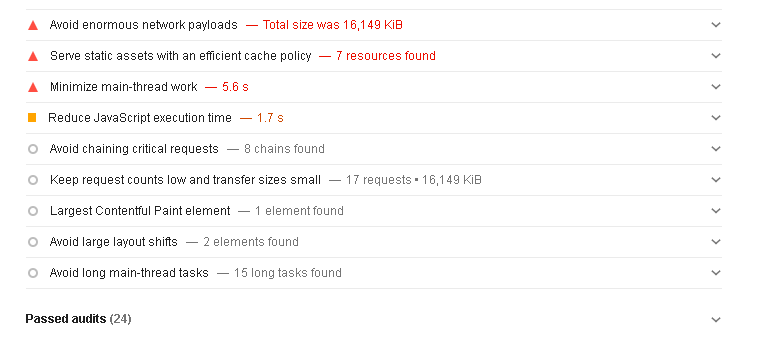 Avoid enormous network payloads — Total size was 16,149 KiB
Serve static assets with an efficient cache policy — 7 resources found
Minimize main-thread work — 5.6 s
Reduce JavaScript execution time — 1.7 s
Avoid chaining critical requests — 8 chains found
Keep request counts low and transfer sizes small — 17 requests • 16,149 KiB
Largest Contentful Paint element — 1 element found
Avoid large layout shifts — 2 elements found
Avoid long main-thread tasks — 15 long tasks found
Passed audits (24)